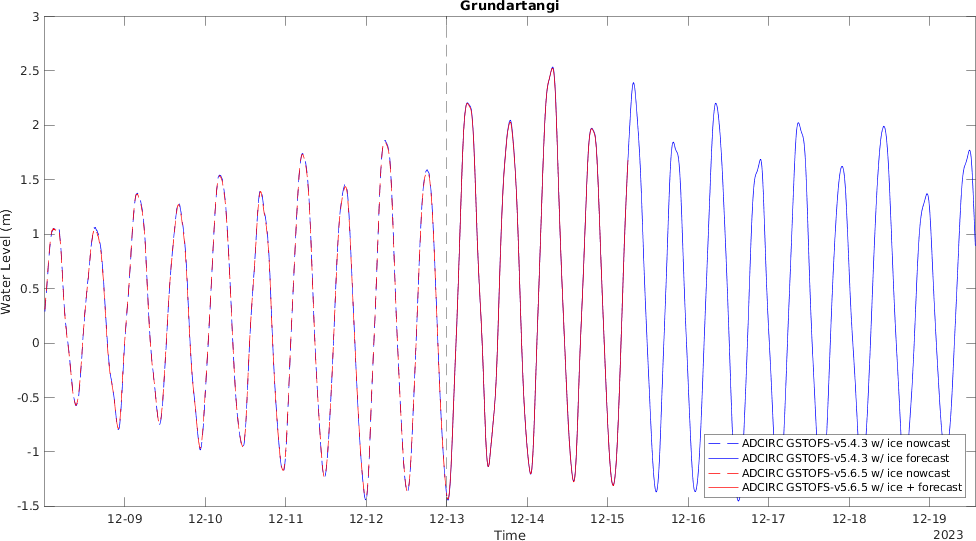 Grundartangi
3
2.5
2
1.5
1
0.5
0
-0.5
-1
-1.5
Water Level (m)
ADCIRC GSTOFS-v5.4.3 w/ ice nowcast
ADCIRC GSTOFS-v5.4.3 w/ ice forecast
ADCIRC GSTOFS-v5.6.5 w/ ice nowcast
ADCIRC GSTOFS-v5.6.5 w/ ice + forecast
12-09 12-10 12-11 12-12 12-13 12-14 12-15 12-16 12-17 12-18 12-19
Time
2023